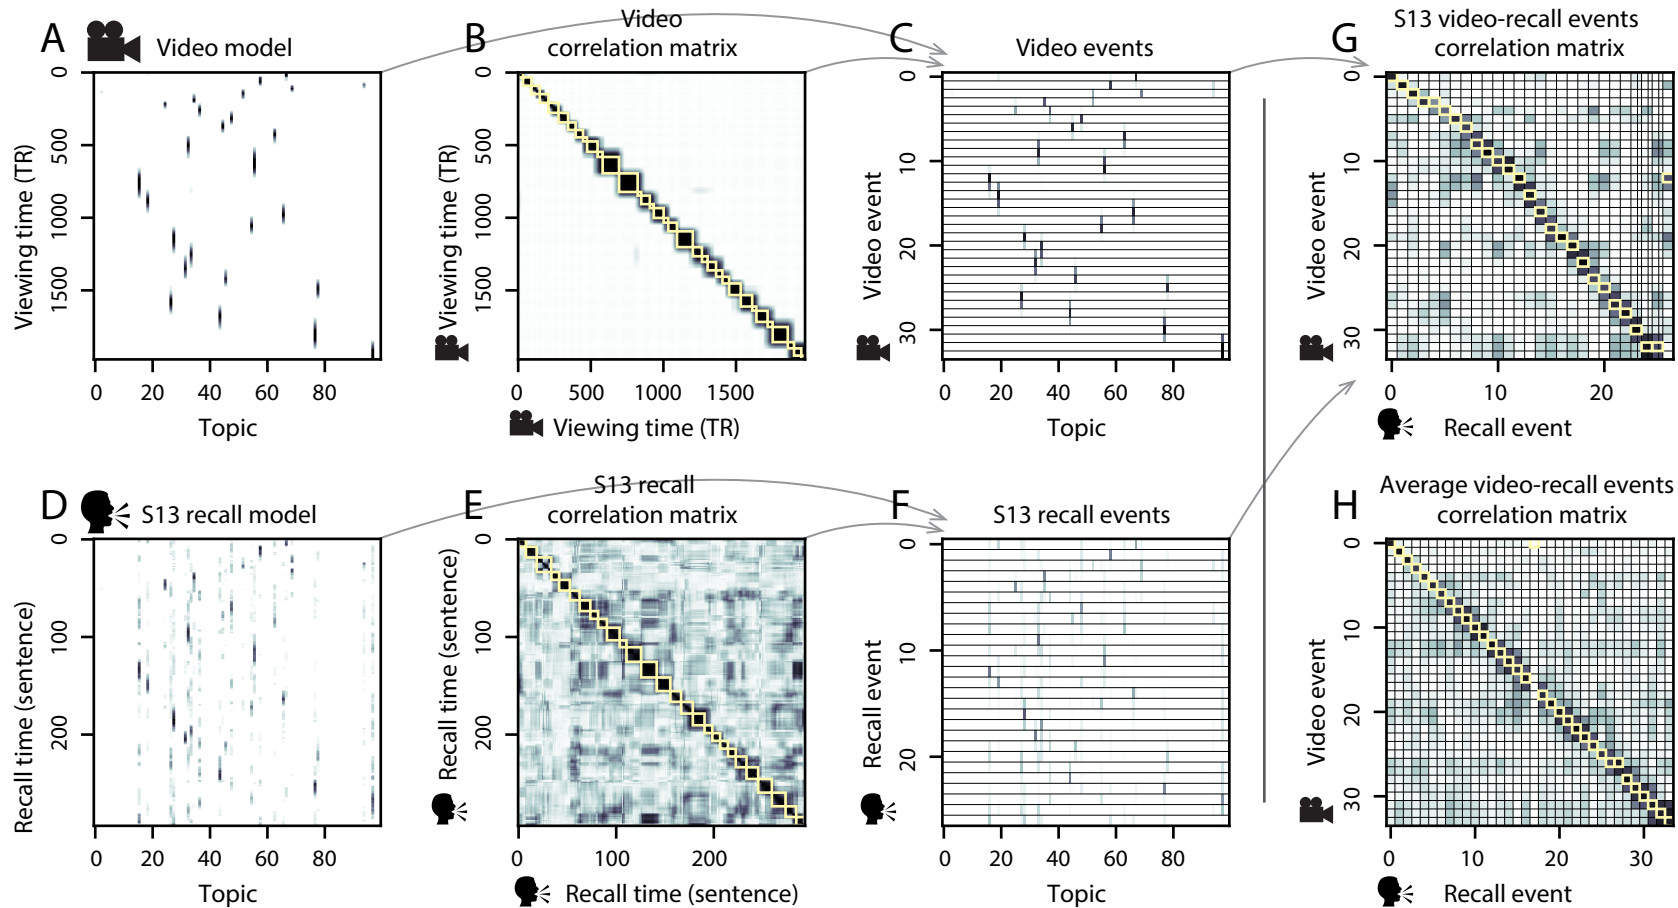 A
Video model
0
500
1000
1500
Viewing time (TR)
0 20 40 60 80
Topic
B
Video
correlation matrix
0
500
1000
1500
Viewing time (TR)
0 500 1000 1500
Viewing time (TR)
C
Video events
0
10
20
30
Video event
0 20 40 60 80
Topic
G
S13 video-recall events
correlation matrix
0
10
20
30
Video event
0 10 20
Recall event
D
S13 recall model
0
100
200
Recall time (sentence)
0 20 40 60 80
Topic
E
S13 recall
correlation matrix
0
100
200
Recall time (sentence)
0 100 200
Recall time (sentence)
F
S13 recall events
0
10
20
Recall event
0 20 40 60 80
Topic
H
Average video-recall events
correlation matrix
0
10
20
30
Video event
0 10 20 30
Recall event